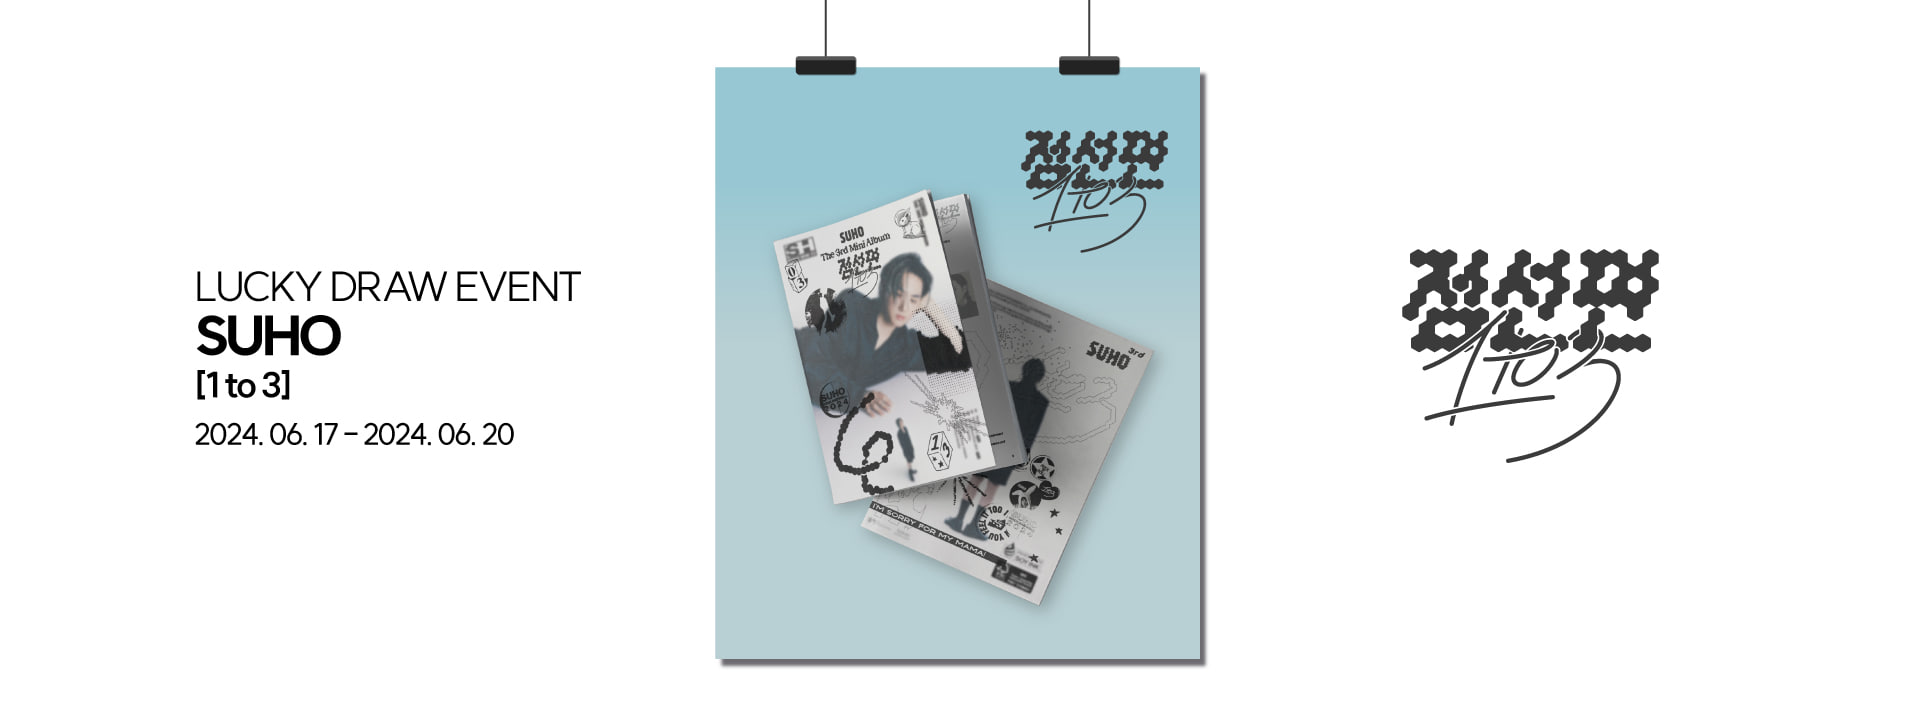 LUCKY DRAW EVENT
SUHO
[1 to 3]
2024. 06. 17 – 2024. 06. 20
점선면
1 to 3
SUHO
The 3rd Mini Album
점선면
SUHO
2024
SUHO 3rd
I'M SORRY FOR MY MAMA!
점선면
1 to 3